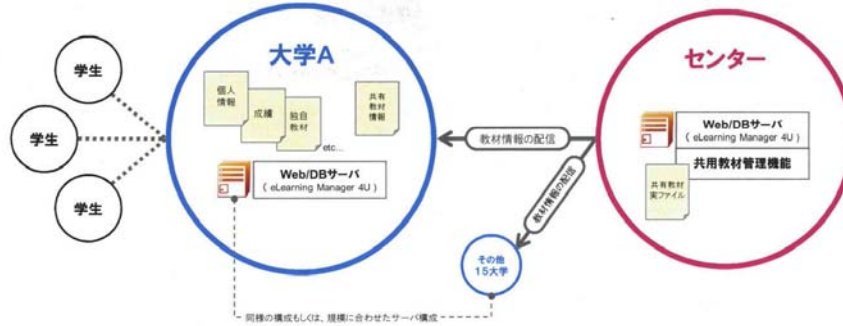 学生
学生
学生
大学A
個人
情報
成績
独自
教材
etc...
共有
教材
情報
Web/DBサーバ
( eLearning Manager 4U )
教材情報の配信
教材情報の配信
センター
Web/DBサーバ
( eLearning Manager 4U )
共用教材管理機能
共有教材
実ファイル
その他
15大学
同様の構成もしくは、規模に合わせたサーバ構成